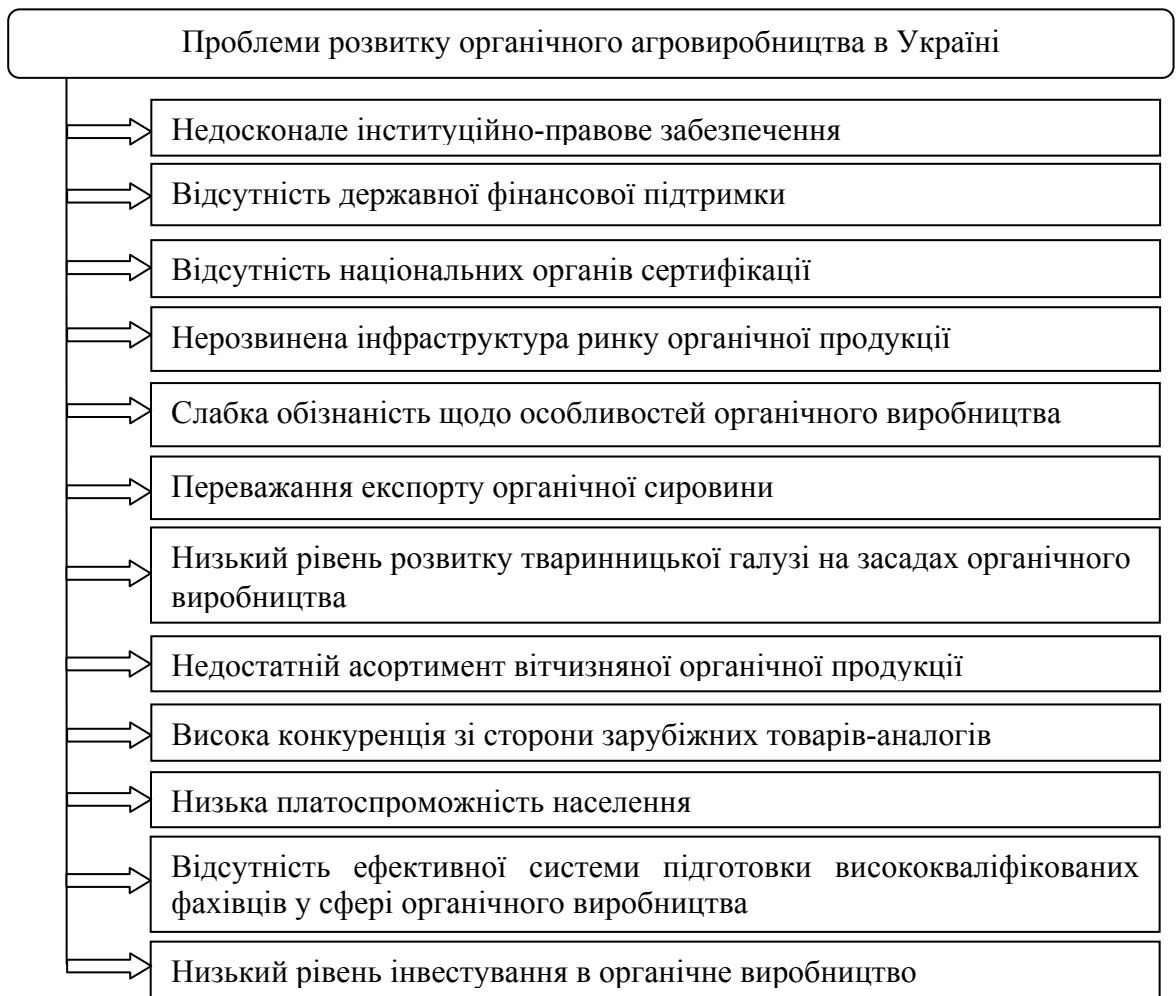 Проблеми розвитку органічного агровиробництва в Україні
Недосконале інституційно-правове забезпечення
Відсутність державної фінансової підтримки
Відсутність національних органів сертифікації
Нерозвинена інфраструктура ринку органічної продукції
Слабка обізнаність щодо особливостей органічного виробництва
Переважання експорту органічної сировини
Низький рівень розвитку тваринницької галузі на засадах органічного
виробництва
Недостатній асортимент вітчизняної органічної продукції
Висока конкуренція зі сторони зарубіжних товарів-аналогів
Низька платоспроможність населення
Відсутність ефективної системи підготовки висококваліфікованих
фахівців у сфері органічного виробництва
Низький рівень інвестування в органічне виробництво